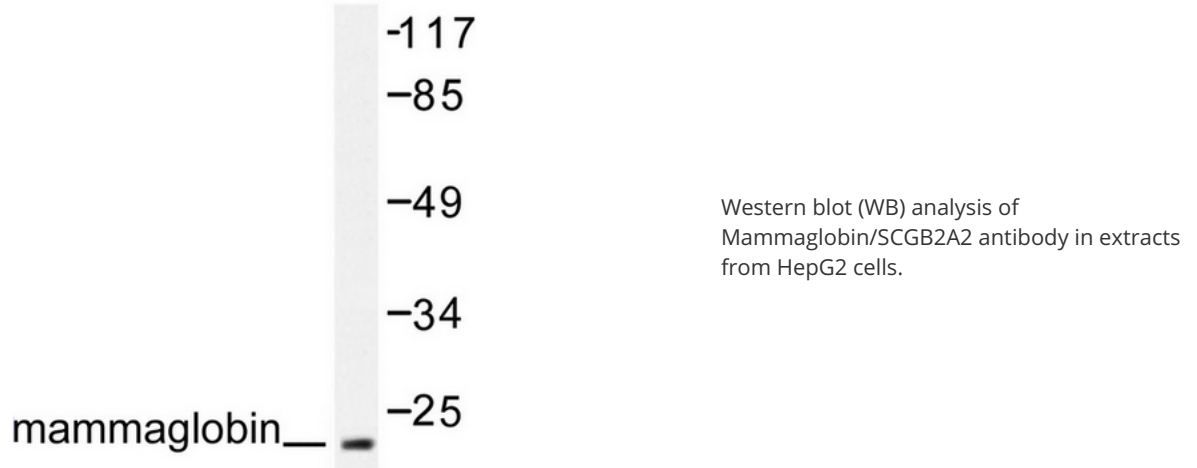 -117
-85
-49
-34
-25
mammaglobin
Western blot (WB) analysis of
Mammaglobin/SCGB2A2 antibody in extracts
from HepG2 cells.